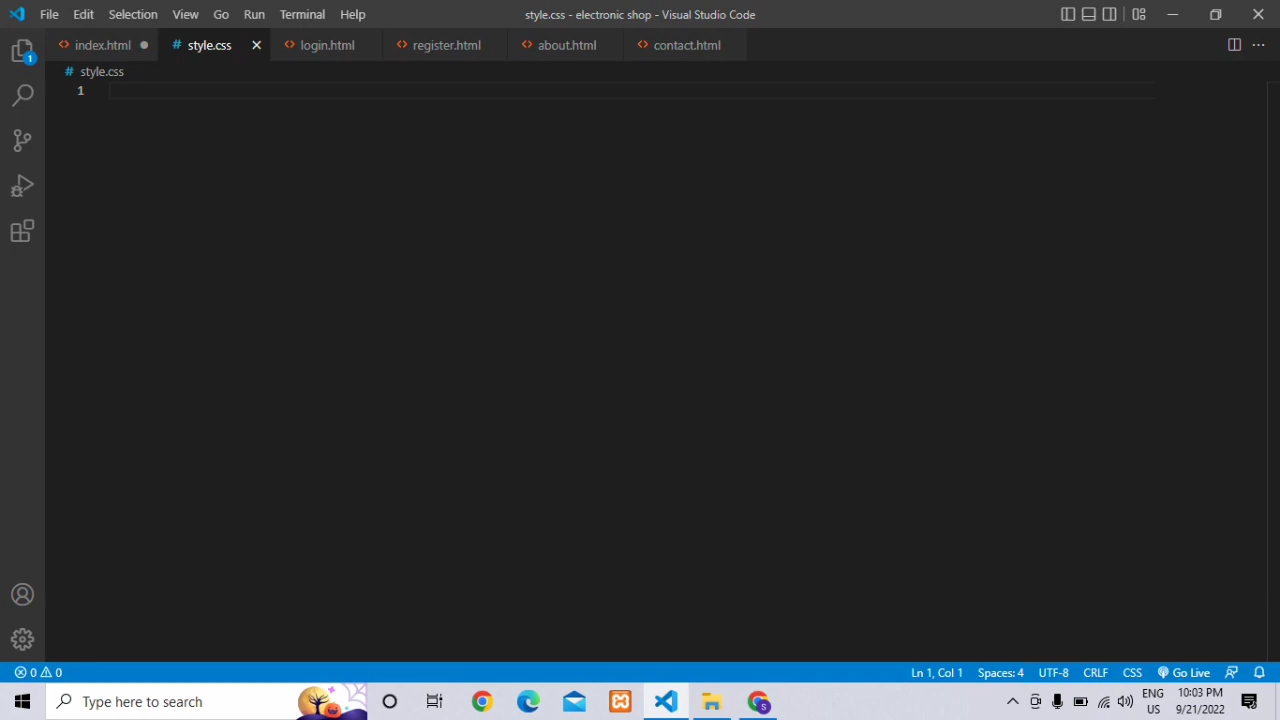 File Edit Selection View Go Run Terminal Help style.css - electronic shop - Visual Studio Code
index.html style.css login.html register.html about.html contact.html
# style.css
1
1
0 0 Ln 1, Col 1 Spaces: 4 UTF-8 CRLF CSS Go Live
Type here to search
S
ENG
US
10:03 PM
9/21/2022